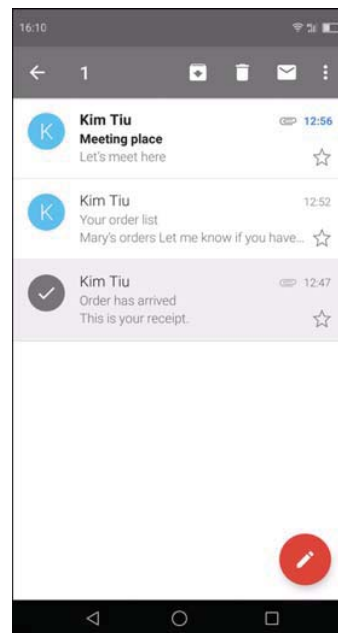 16:10
1
K
Kim Tiu
12:56
Meeting place
Let's meet here
K
Kim Tiu
12:52
Your order list
Mary's orders Let me know if you have...
Kim Tiu
12:47
Order has arrived
This is your receipt.